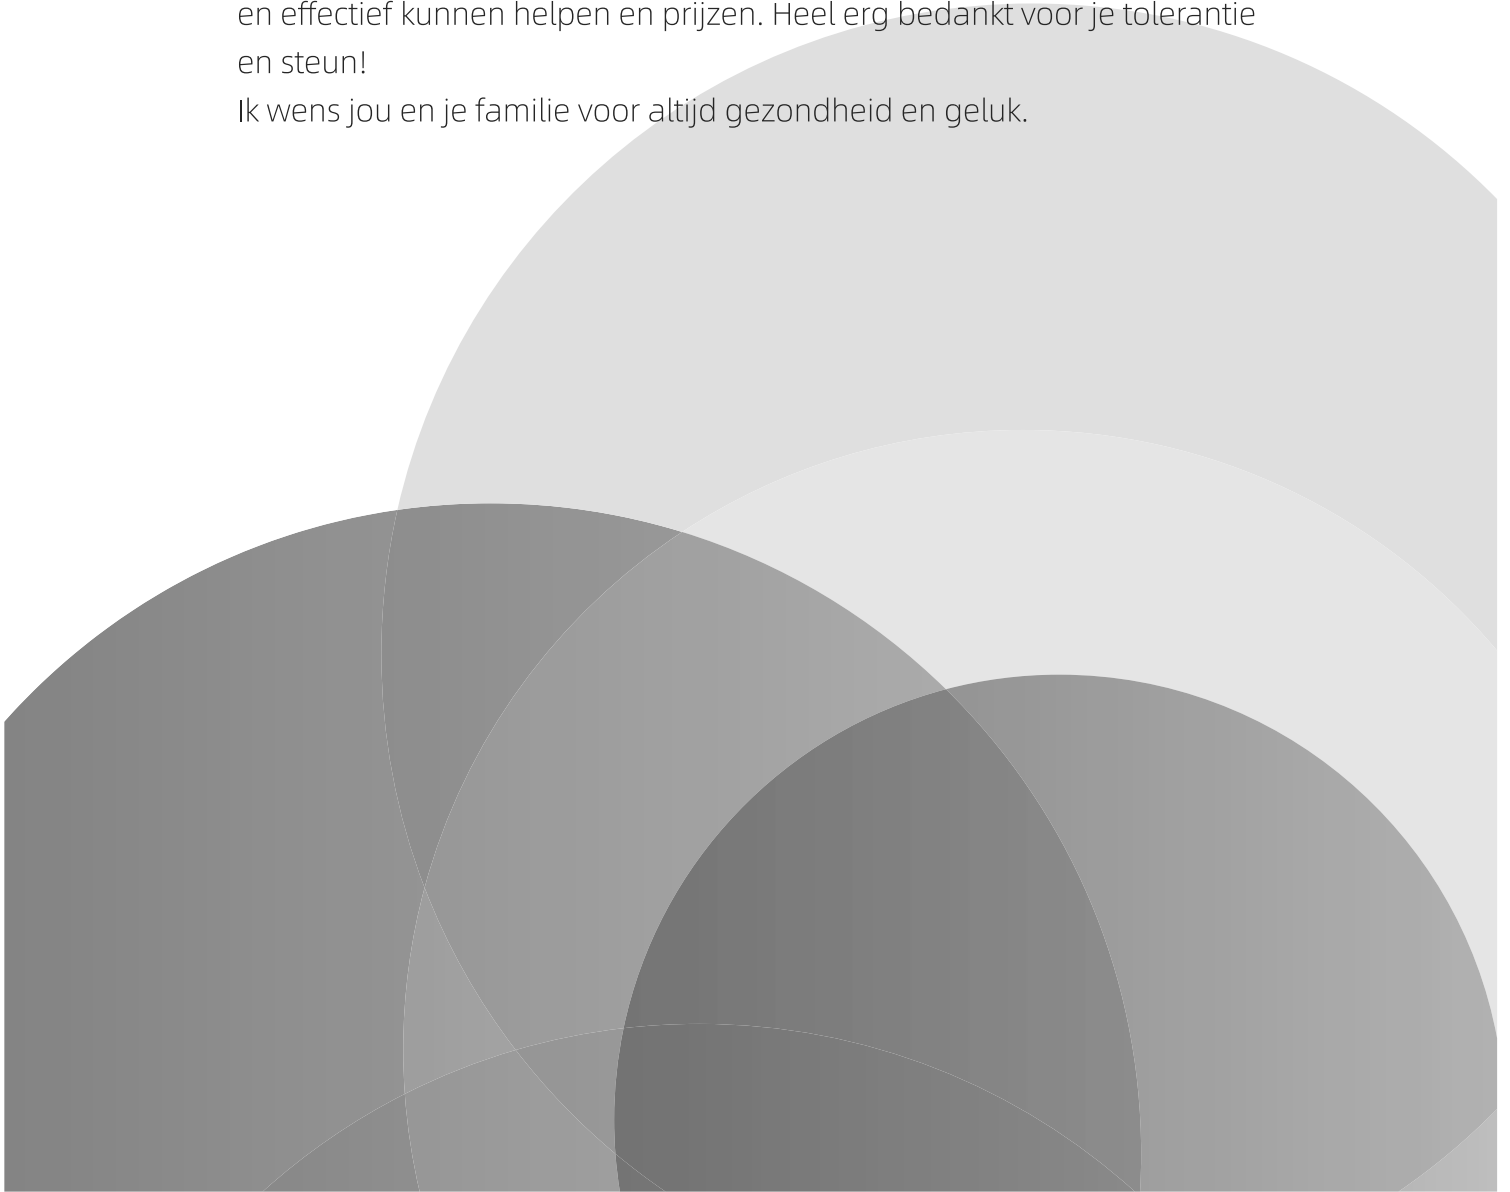 en effectief kunnen helpen en prijzen. Heel erg bedankt voor je tolerantie
en steun!
Ik wens jou en je familie voor altijd gezondheid en geluk.